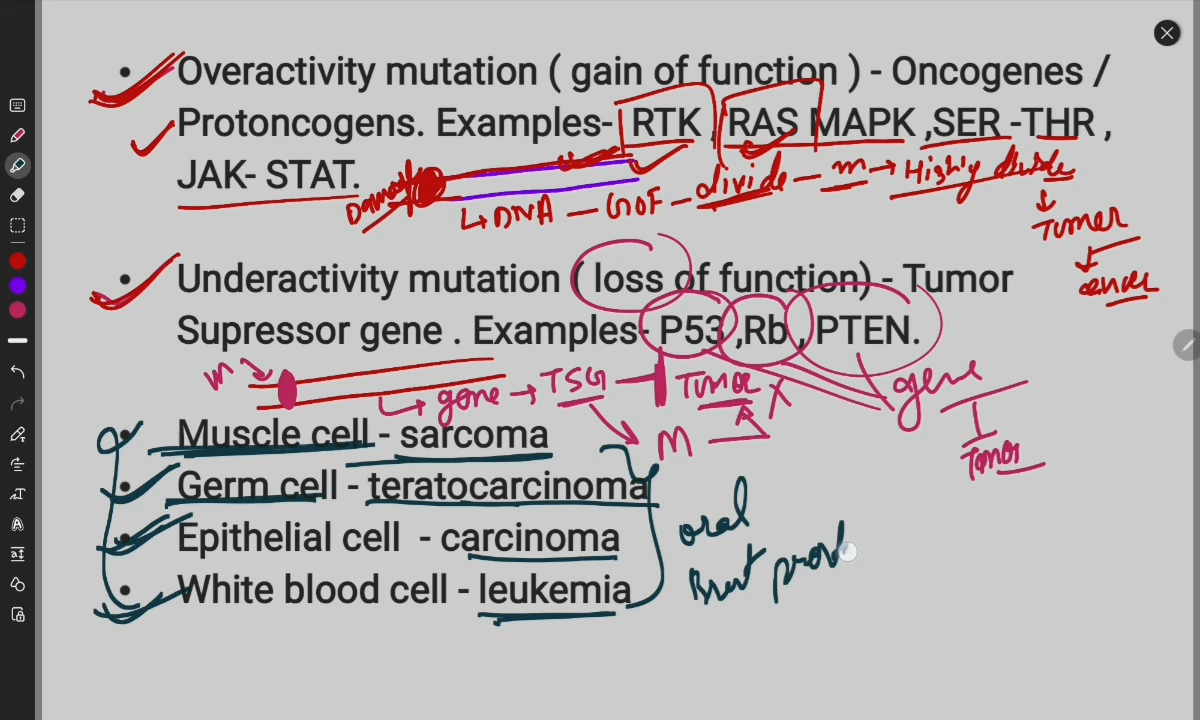 • Overactivity mutation ( gain of function ) - Oncogenes /
Protoncogens. Examples- RTK , RAS MAPK ,SER -THR ,
JAK- STAT.
Damage
DNA - GOF - divide - m → Highly divide
Tumer
cancer
• Underactivity mutation ( loss of function) - Tumor
Supressor gene . Examples- P53 ,Rb , PTEN.
m
gene → TSG
Tumor X
gene
M
Tumor
• Muscle cell - sarcoma
• Germ cell - teratocarcinoma
• Epithelial cell - carcinoma
• White blood cell - leukemia
oral